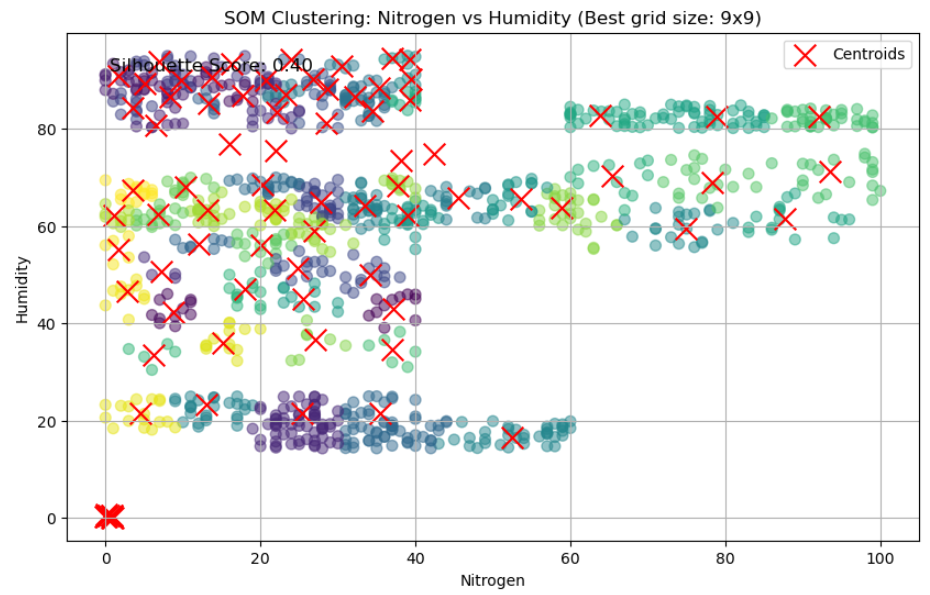 SOM Clustering: Nitrogen vs Humidity (Best grid size: 9x9)
Silhouette Score: 0.40
Centroids
80
60
40
20
0
Humidity
0 20 40 60 80 100
Nitrogen